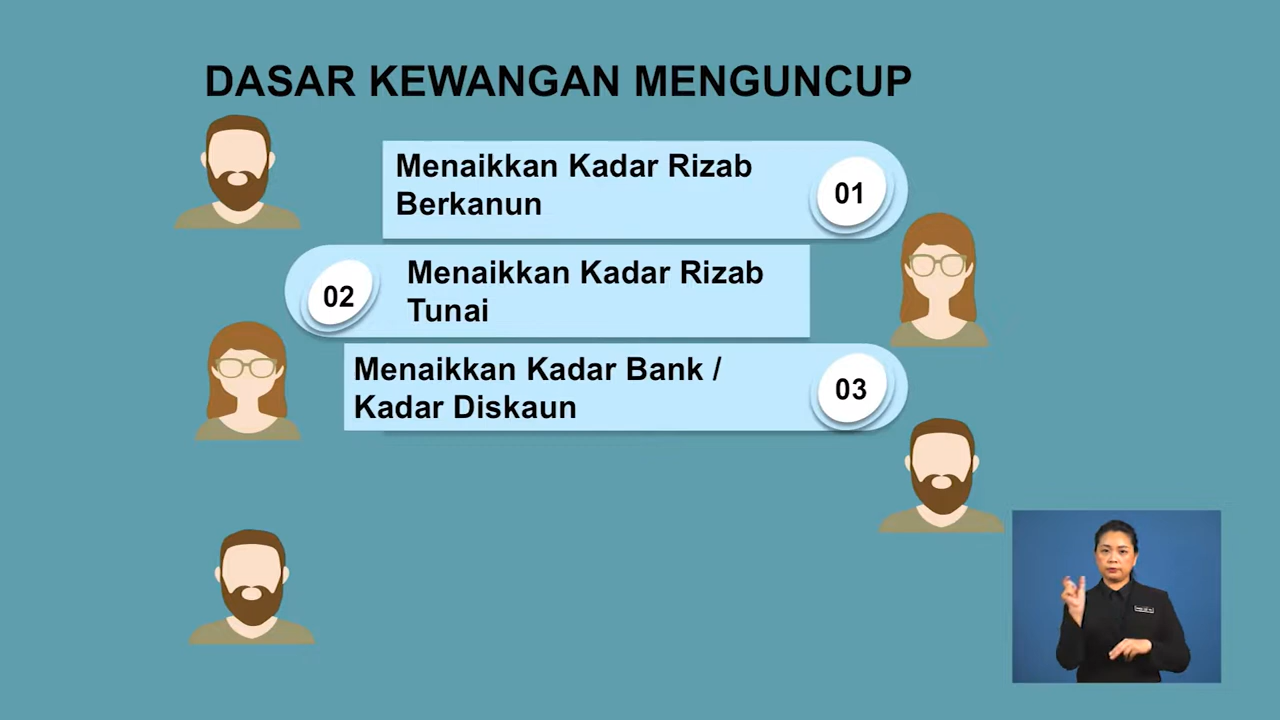 DASAR KEWANGAN MENGUNCUP
Menaikkan Kadar Rizab
Berkanun
01
02
Menaikkan Kadar Rizab
Tunai
Menaikkan Kadar Bank /
Kadar Diskaun
03